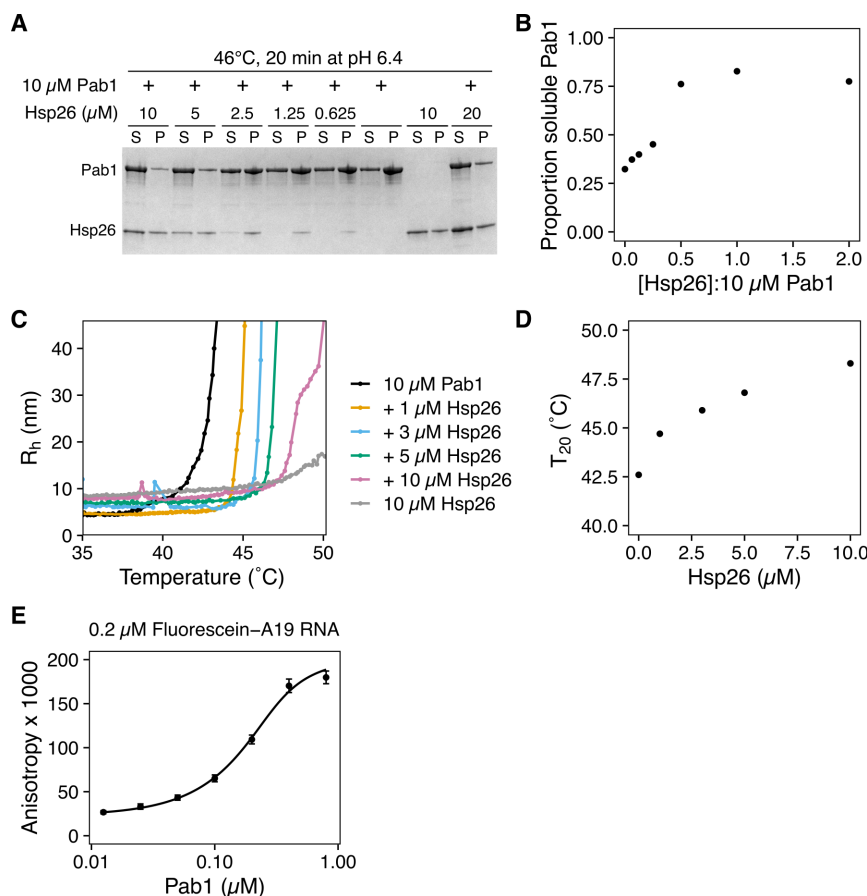 A
46°C, 20 min at pH 6.4
10 µM Pab1 + + + + + + +
Hsp26 (µM) 10 5 2.5 1.25 0.625 10 20
S P S P S P S P S P S P S P S P
Pab1
Hsp26
B
Proportion soluble Pab1
1.00
0.75
0.50
0.25
0.00
0.0 0.5 1.0 1.5 2.0
[Hsp26]:10 µM Pab1
C
Rh (nm)
40
30
20
10
0
35 40 45 50
Temperature (˚C)
10 µM Pab1
+ 1 µM Hsp26
+ 3 µM Hsp26
+ 5 µM Hsp26
+ 10 µM Hsp26
10 µM Hsp26
D
T20 (˚C)
50.0
47.5
45.0
42.5
40.0
0.0 2.5 5.0 7.5 10.0
Hsp26 (µM)
E
0.2 µM Fluorescein−A19 RNA
Anisotropy x 1000
200
150
100
50
0
0.01 0.10 1.00
Pab1 (µM)